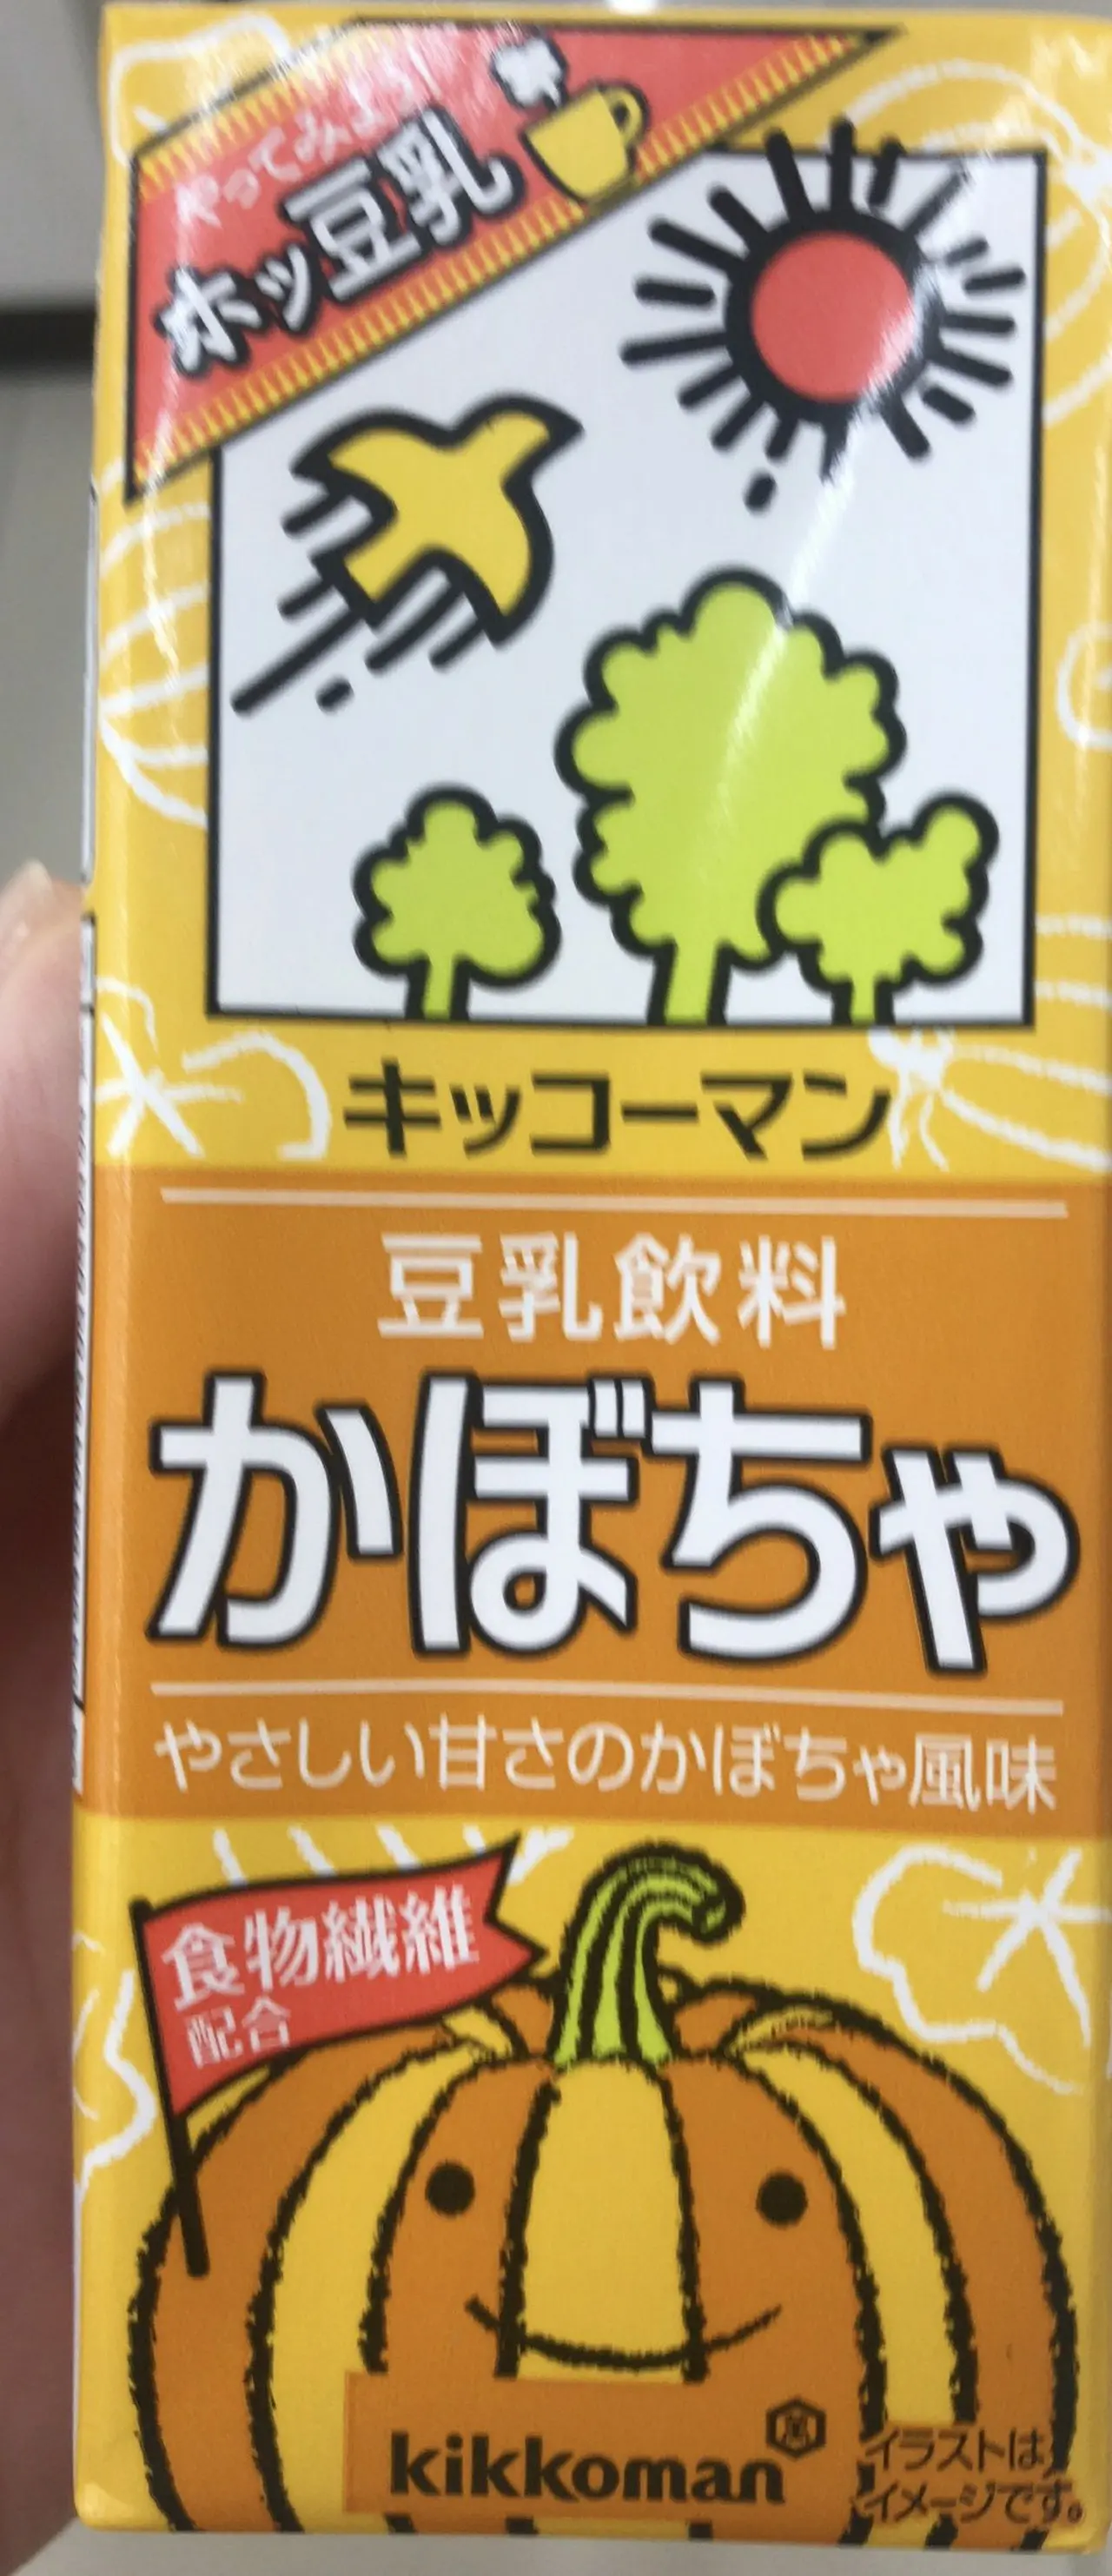 やってみよう
ホッ豆乳
キッコーマン
豆乳飲料
かぼちゃ
やさしい甘さのかぼちゃ風味
食物繊維
配合
kikkoman
イラストは
イメージです。